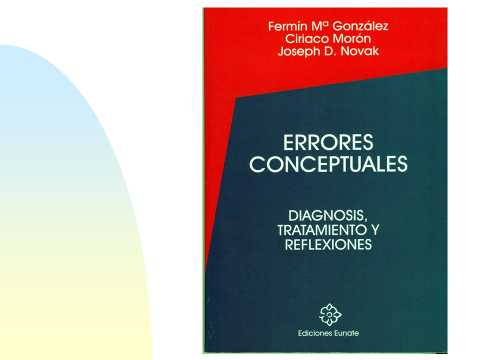 Fermín Mª González
Ciriaco Morón
Joseph D. Novak
ERRORES
CONCEPTUALES
DIAGNOSIS,
TRATAMIENTO Y
REFLEXIONES
Ediciones Eunate